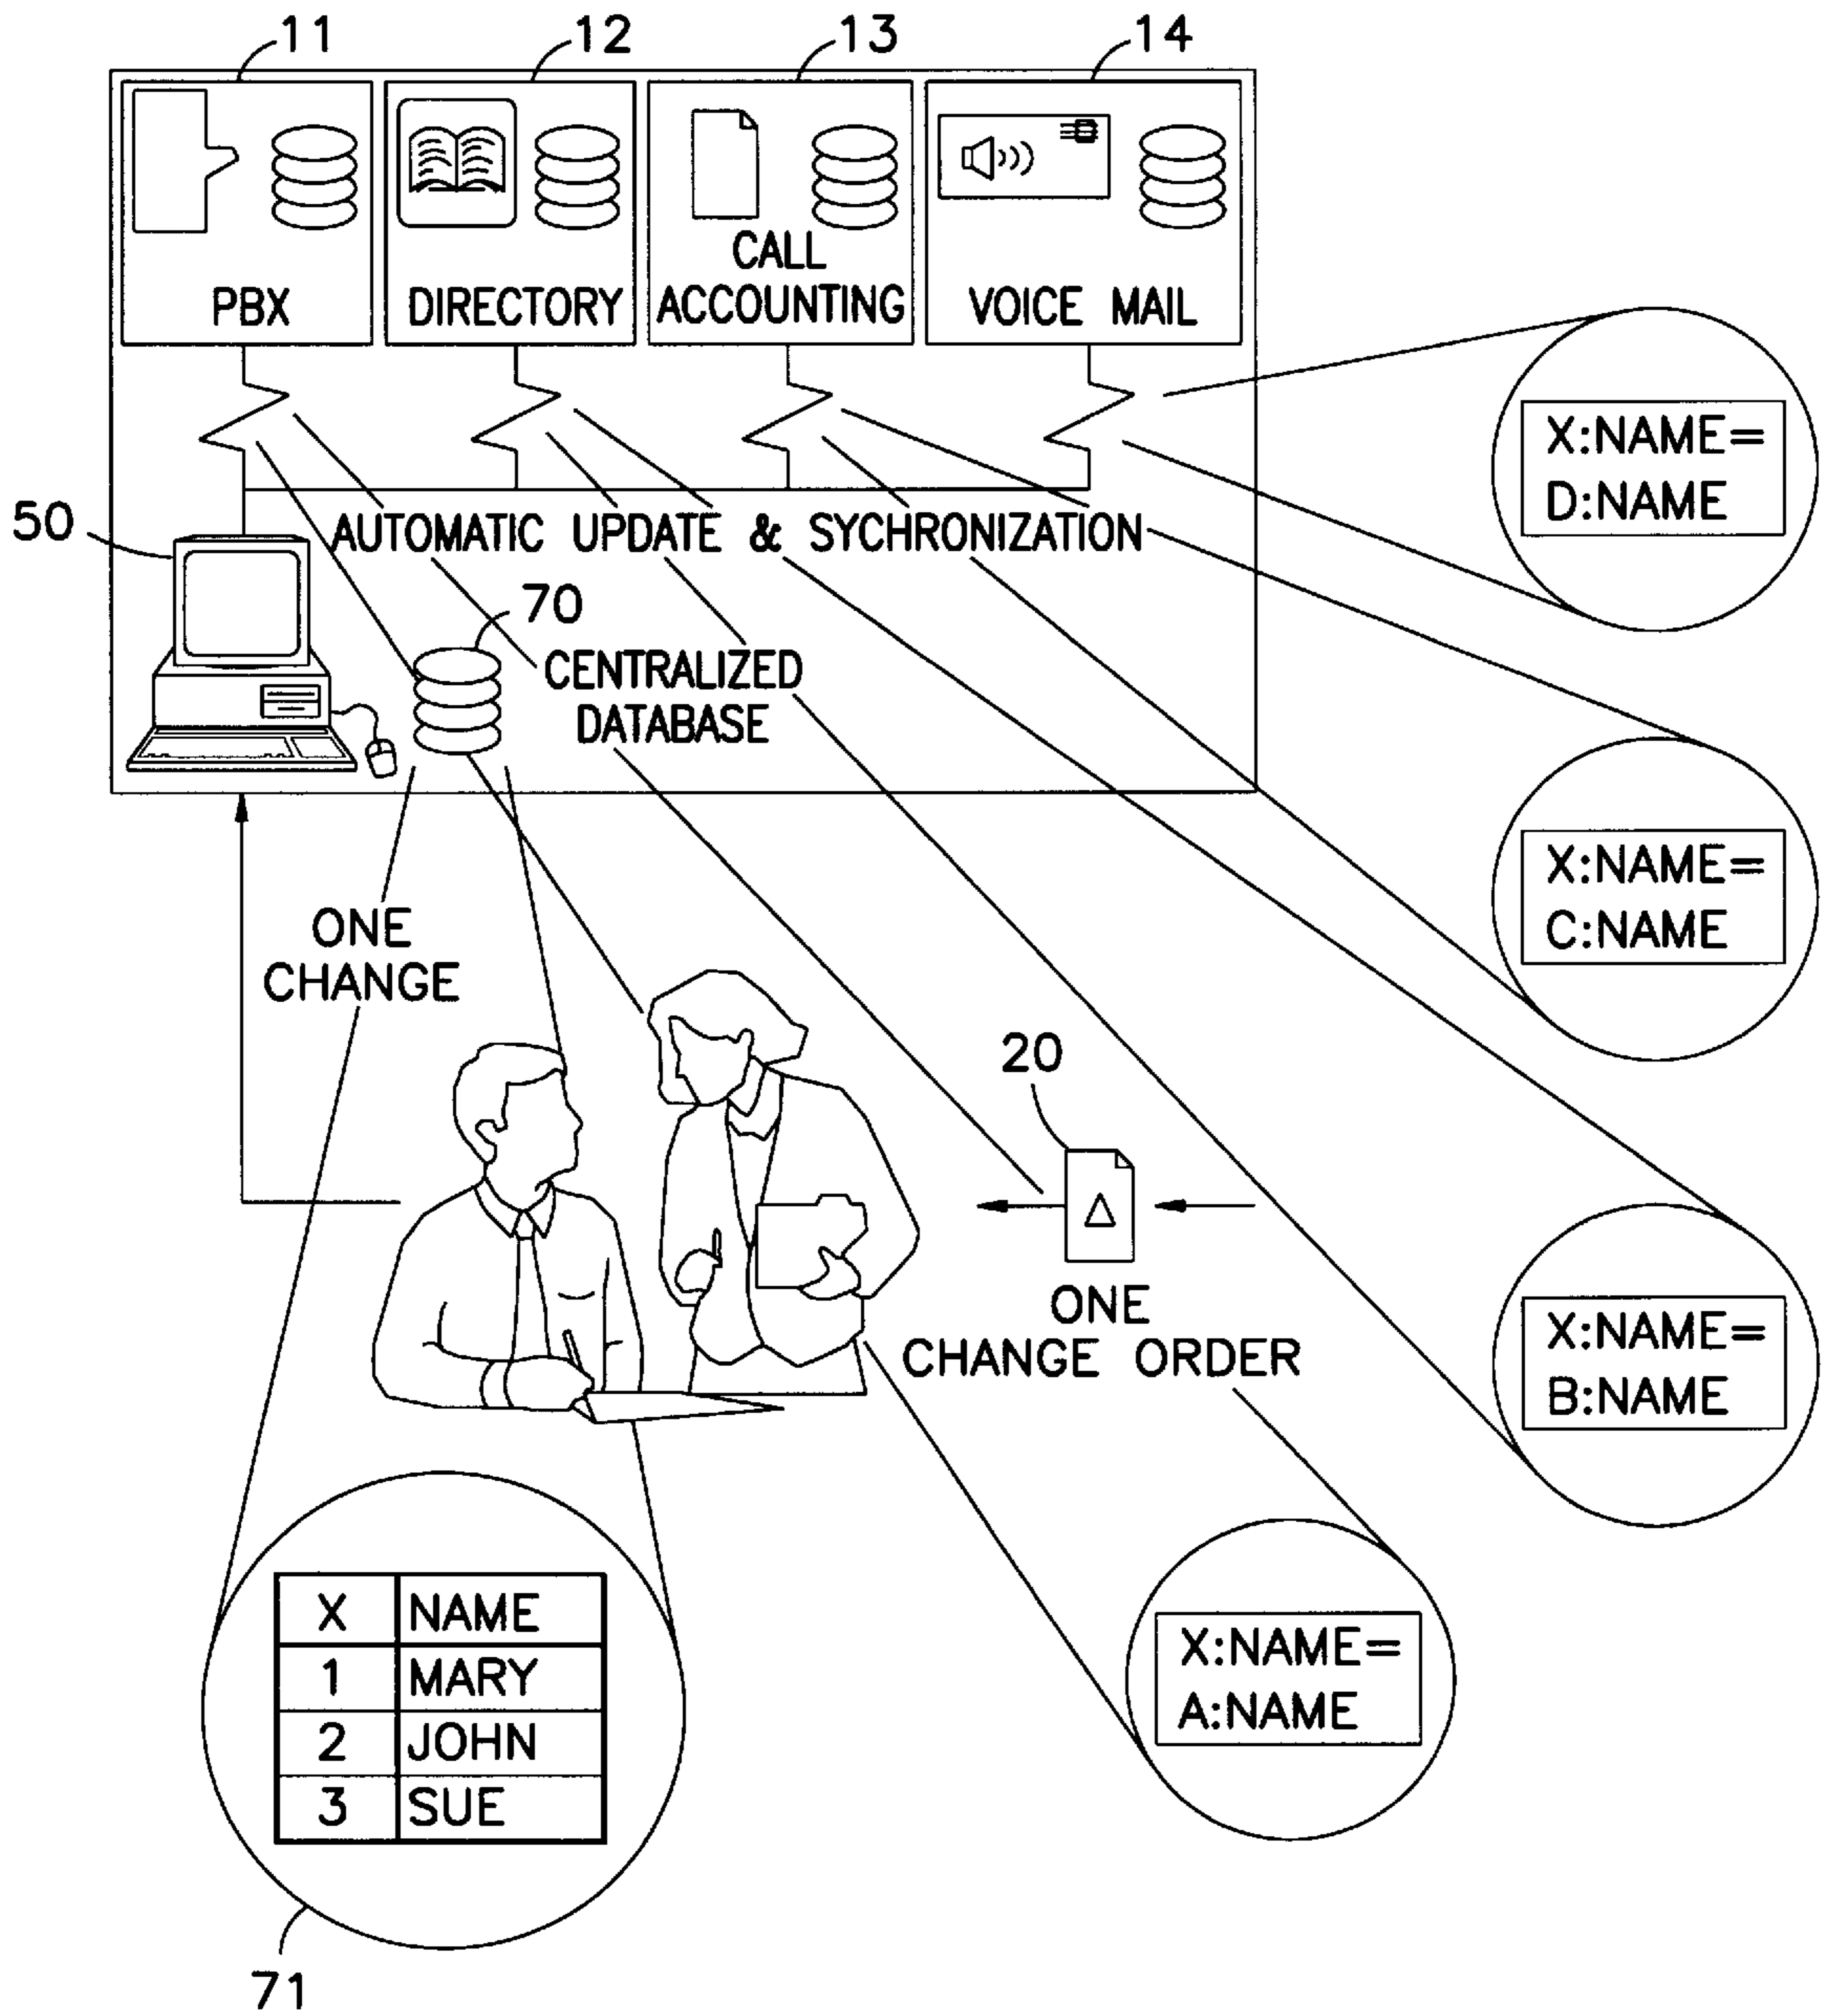 11
12
13
14
PBX
DIRECTORY
CALL
ACCOUNTING
VOICE MAIL
X:NAME=
D:NAME
50
AUTOMATIC UPDATE & SYCHRONIZATION
70
CENTRALIZED
DATABASE
X:NAME=
C:NAME
ONE
CHANGE
20
ONE
CHANGE ORDER
X:NAME=
B:NAME
X NAME
1 MARY
2 JOHN
3 SUE
X:NAME=
A:NAME
71